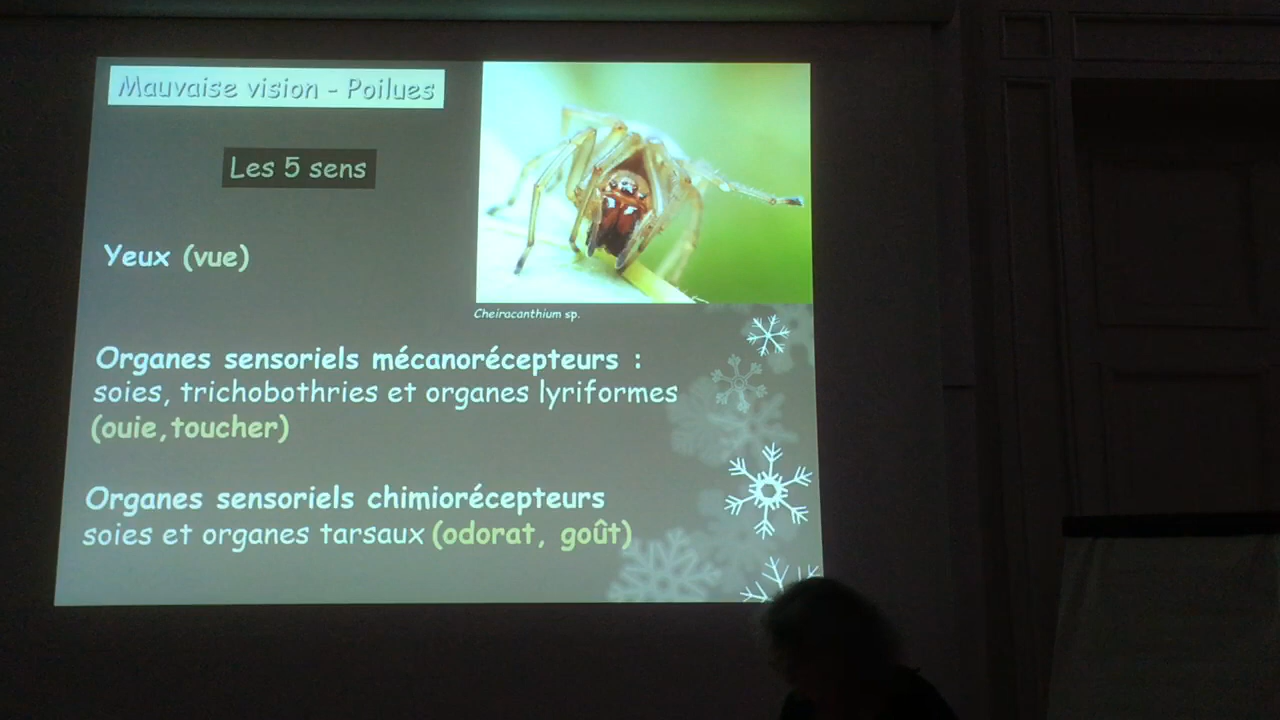 Mauvaise vision - Poilues
Les 5 sens
Yeux (vue)
Cheiracanthium sp.
Organes sensoriels mécanorécepteurs :
soies, trichobothries et organes lyriformes
(ouie,toucher)
Organes sensoriels chimiorécepteurs
soies et organes tarsaux (odorat, goût)